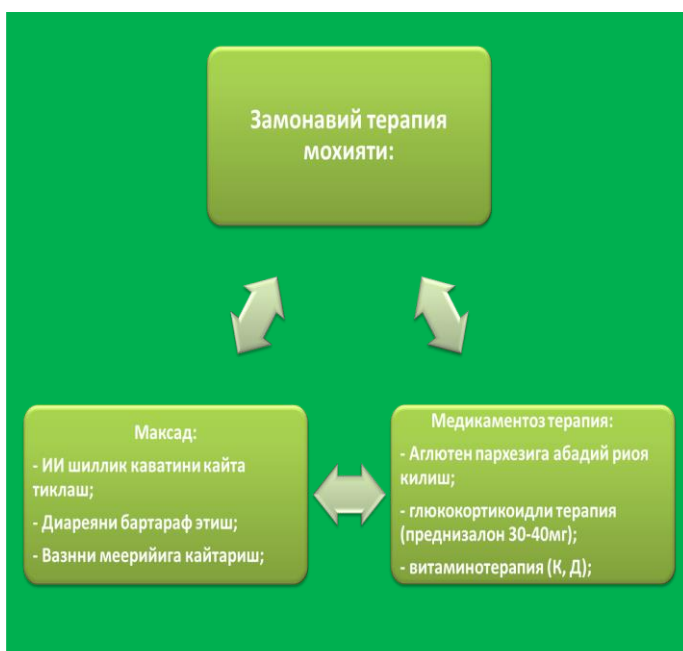 Замонавий терапия
мохияти:
Максад:
- ИИ шиллик каватини кайта
тиклаш;
- Диареяни бартараф этиш;
- Вазнни меерийига кайтариш;
Медикаментоз терапия:
- Аглютен пархезига абадий риоя
килиш;
- глюкокортикоидли терапия
(преднизалон 30-40мг);
- витаминотерапия (К, Д);